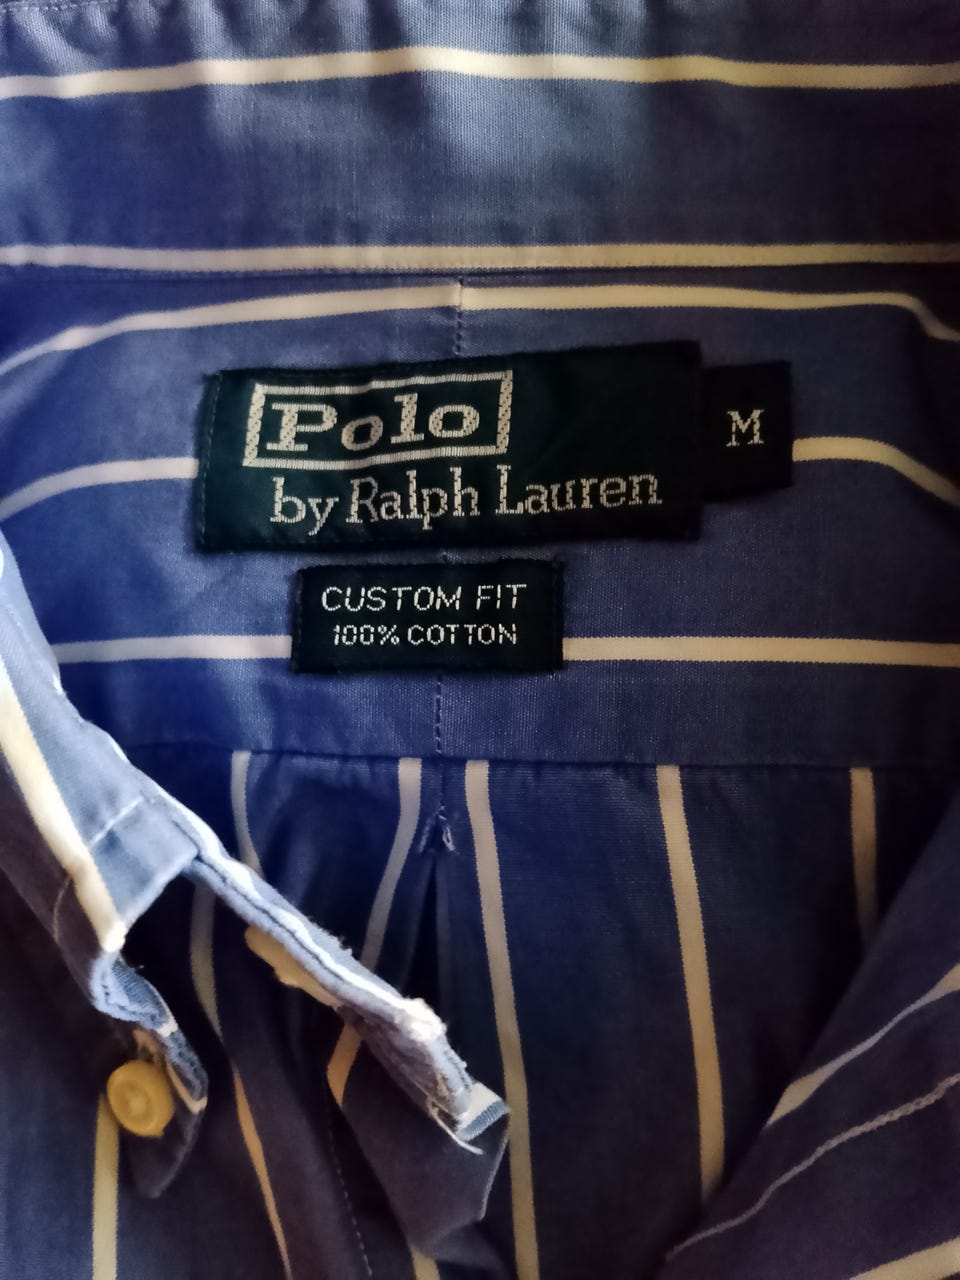 Polo
by Ralph Lauren
M
CUSTOM FIT
100% COTTON